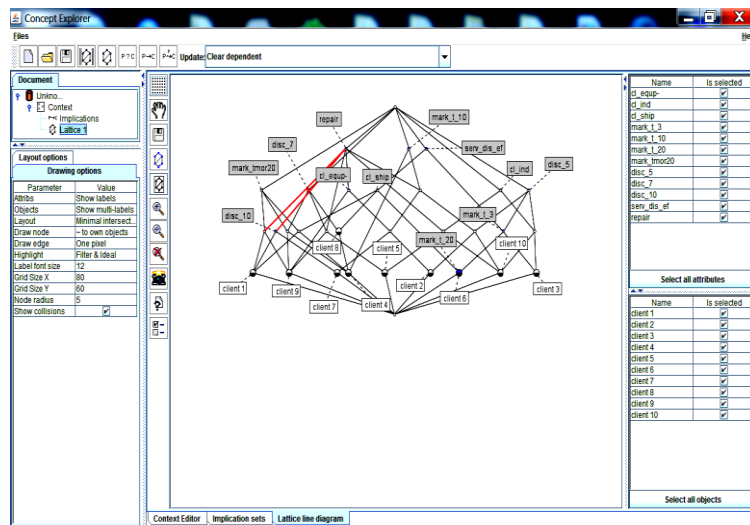 Concept Explorer
Files
He
P?C
P→C
Update:
Clear dependent
Document
Unkno...
Context
Implications
Lattice 1
Layout options
Drawing options
Parameter Value
Attribs Show labels
Objects Show multi-labels
Layout Minimal intersect...
Draw node ~ to own objects
Draw edge One pixel
Highlight Filter & Ideal
Label font size 12
Grid Size X 80
Grid Size Y 60
Node radius 5
Show collisions
repair
mark_t_10
disc_7
serv_dis_ef
mark_tmor20
cl_equp-
cl_ship
cl_ind
disc_5
disc_10
mark_t_3
client 8
client 5
mark_t_20
client 10
client 1
client 9
client 7
client 4
client 2
client 6
client 3
Name Is selected
cl_equp-
cl_ind
cl_ship
mark_t_3
mark_t_10
mark_t_20
mark_tmor20
disc_5
disc_7
disc_10
serv_dis_ef
repair
Select all attributes
Name Is selected
client 1
client 2
client 3
client 4
client 5
client 6
client 7
client 8
client 9
client 10
Select all objects
Context Editor
Implication sets
Lattice line diagram